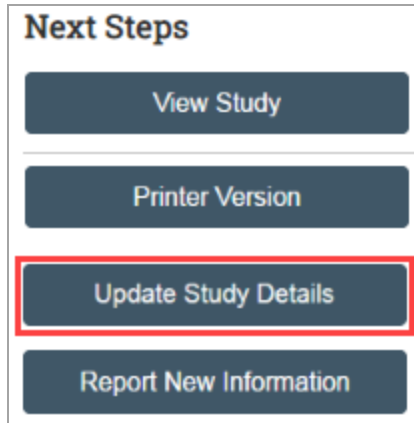 Next Steps
View Study
Printer Version
Update Study Details
Report New Information